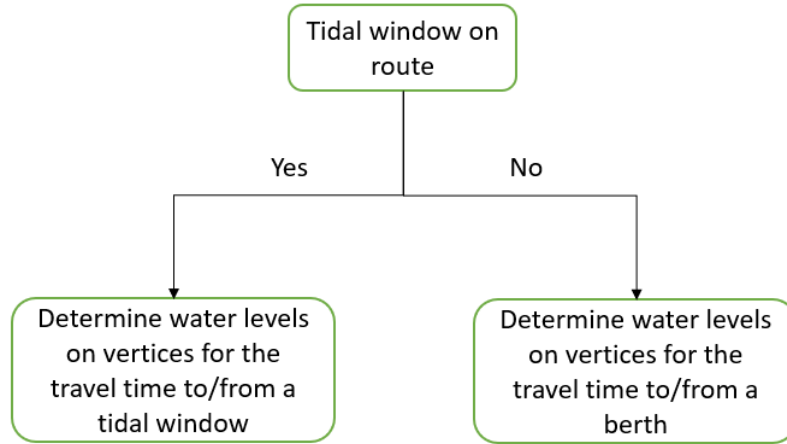 Tidal window on
route
Yes
No
Determine water levels
on vertices for the
travel time to/from a
tidal window
Determine water levels
on vertices for the
travel time to/from a
berth